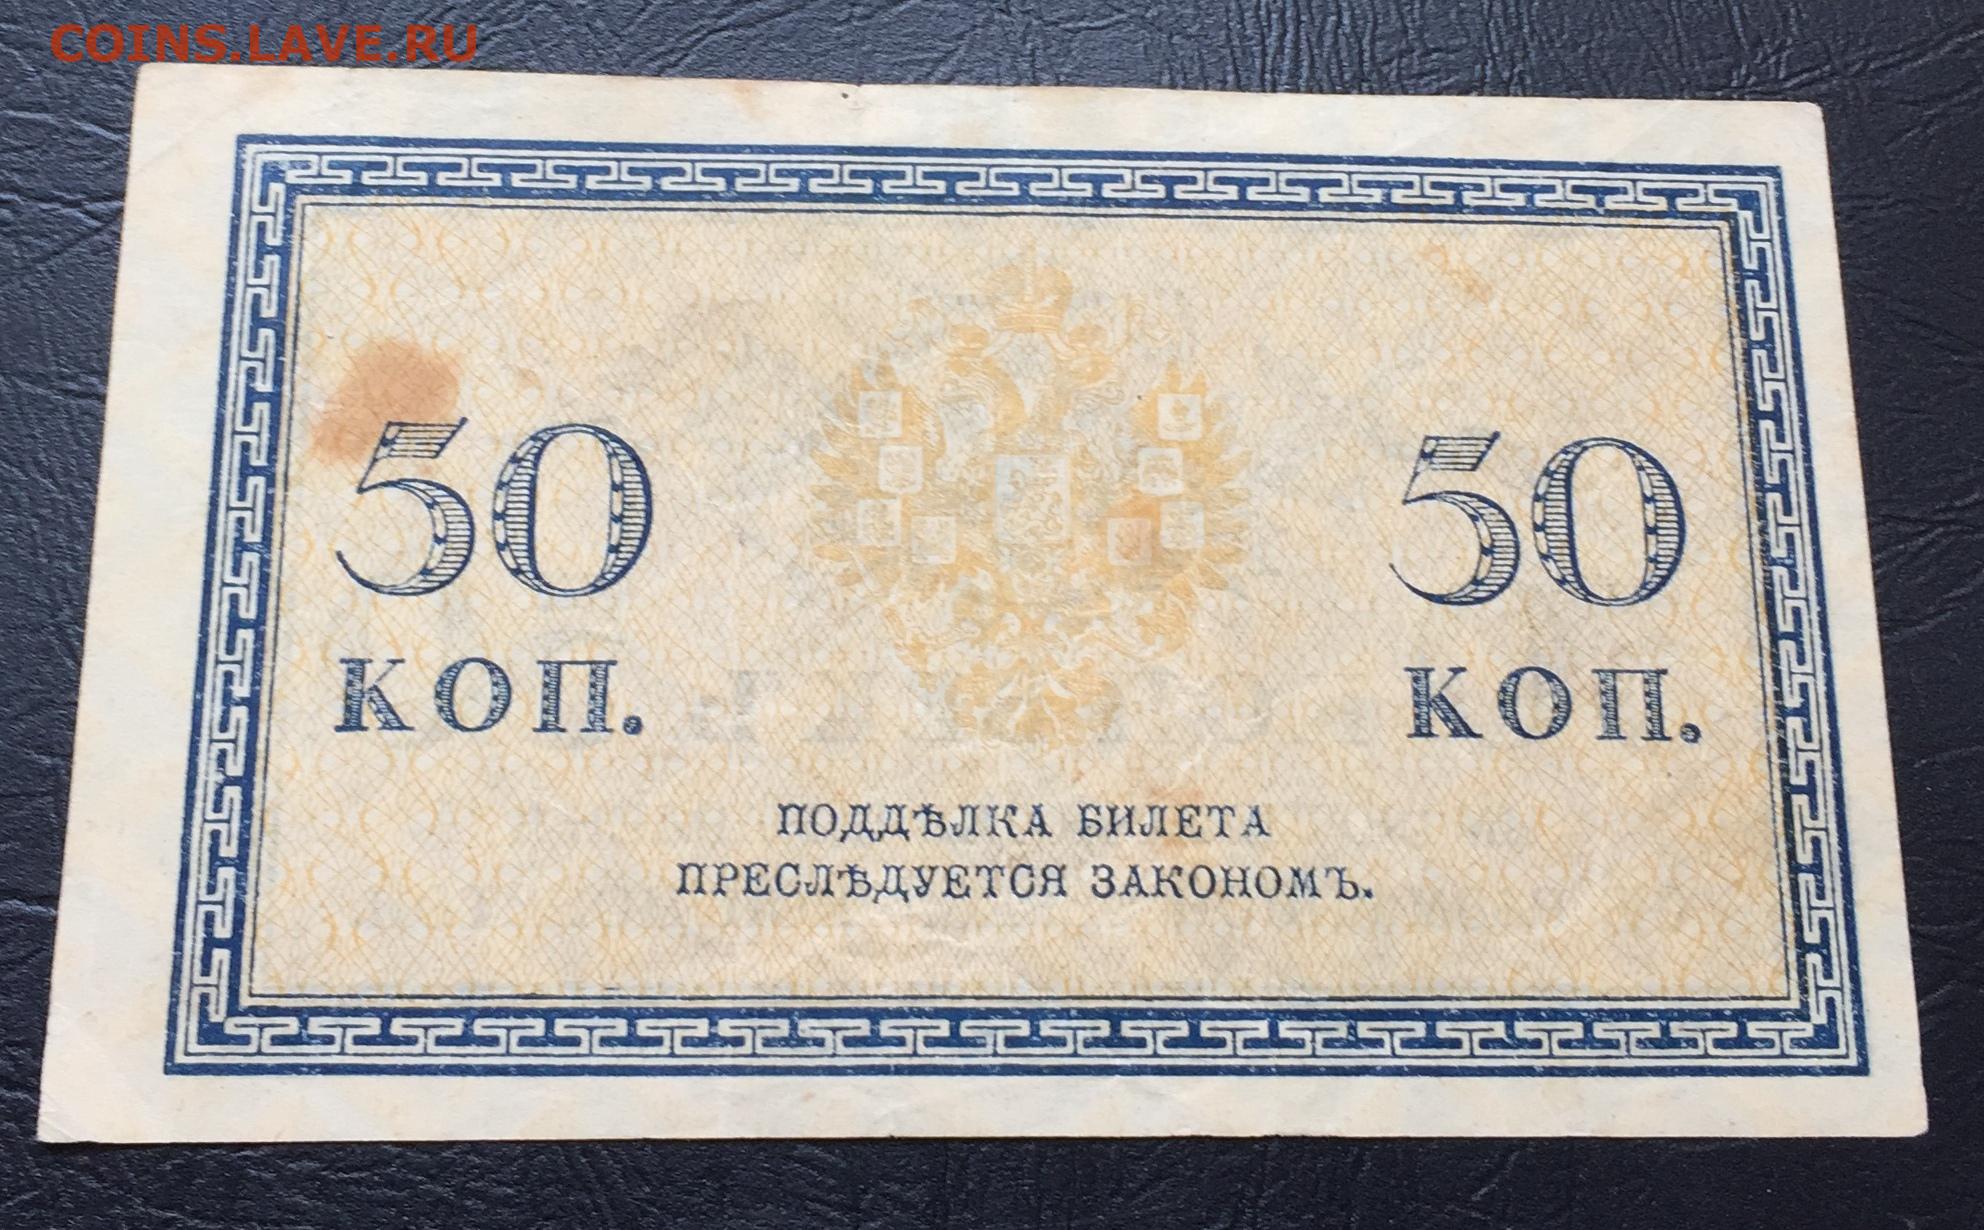 COINS.LAVE.RU
50 50
КОП. КОП.
ПОДДѢЛКА БИЛЕТА
ПРЕСЛѢДУЕТСЯ ЗАКОНОМЪ.